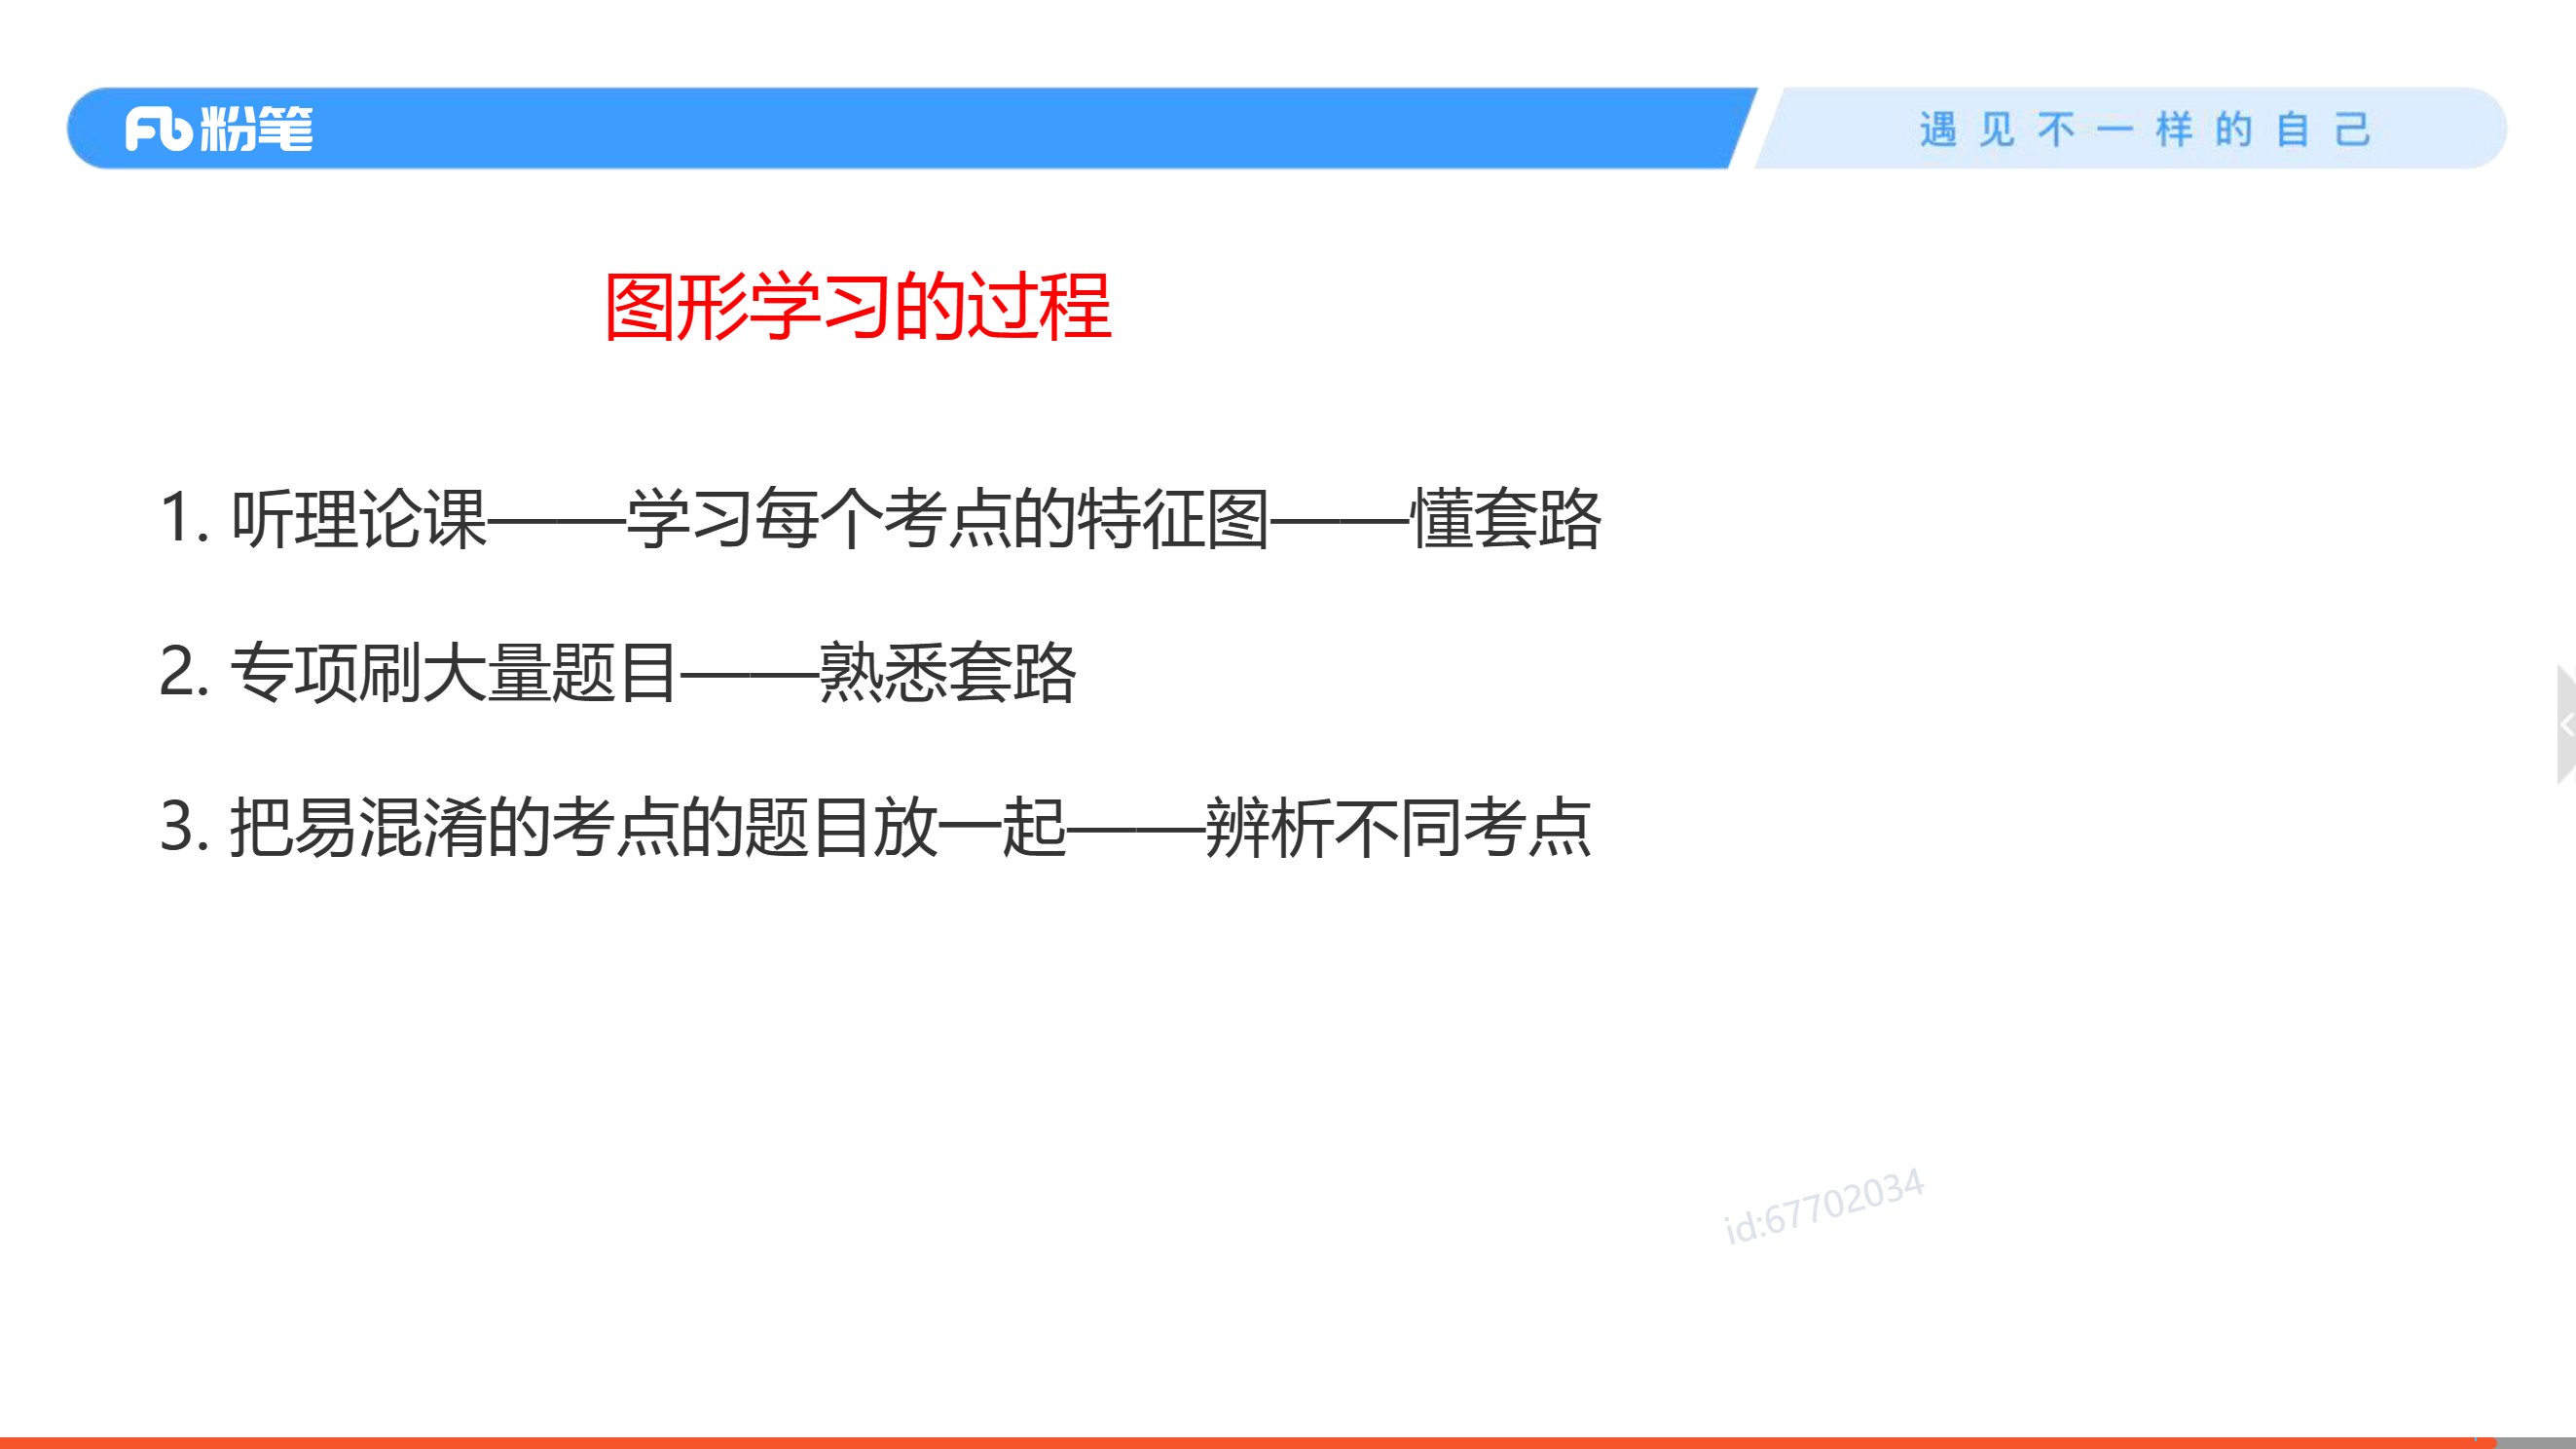 Fb粉笔
遇见不一样的自己
图形学习的过程
1. 听理论课——学习每个考点的特征图——懂套路
2. 专项刷大量题目——熟悉套路
3. 把易混淆的考点的题目放一起——辨析不同考点
id:67702034